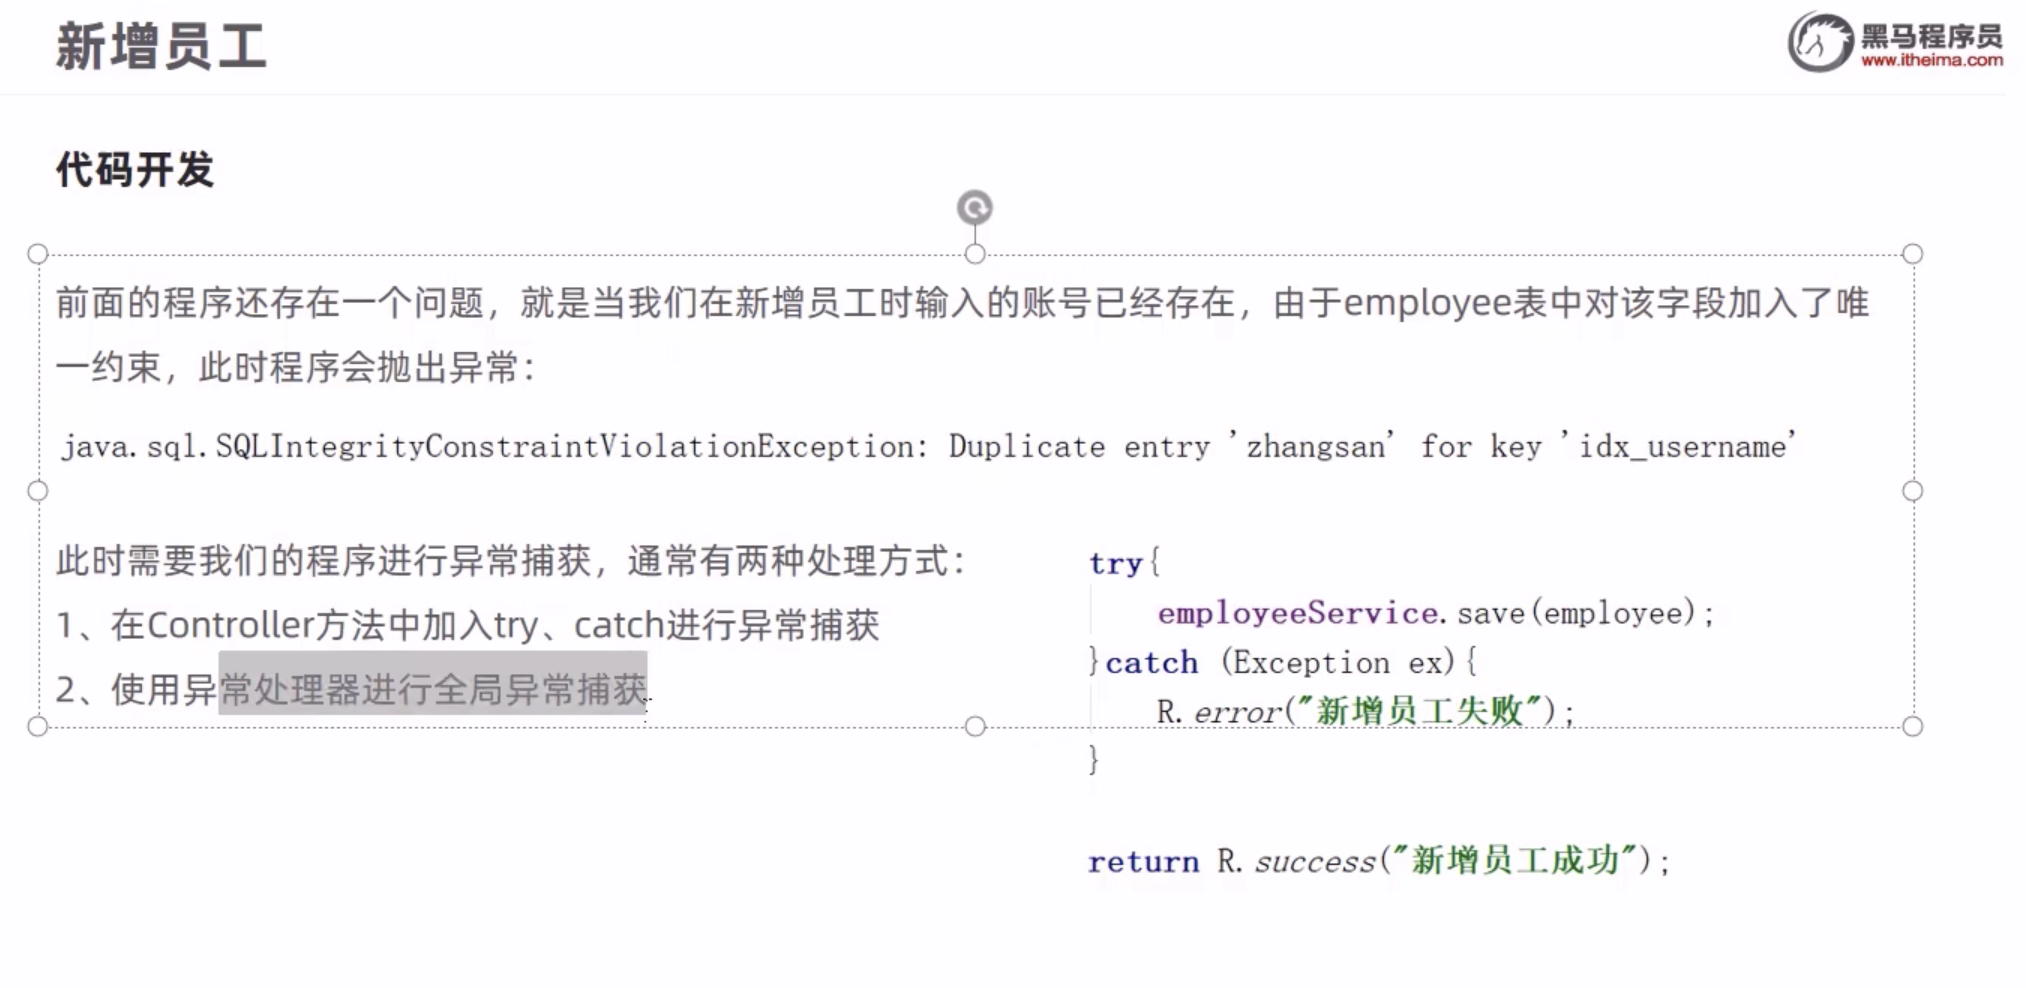 新增员工
黑马程序员
www.itheima.com
代码开发
前面的程序还存在一个问题，就是当我们在新增员工时输入的账号已经存在，由于employee表中对该字段加入了唯
一约束，此时程序会抛出异常：
java.sql.SQLIntegrityConstraintViolationException: Duplicate entry 'zhangsan' for key 'idx_username'
此时需要我们的程序进行异常捕获，通常有两种处理方式：
1、在Controller方法中加入try、catch进行异常捕获
2、使用异常处理器进行全局异常捕获
try{
employeeService.save(employee);
}catch (Exception ex){
R.error("新增员工失败");
}
return R.success("新增员工成功");